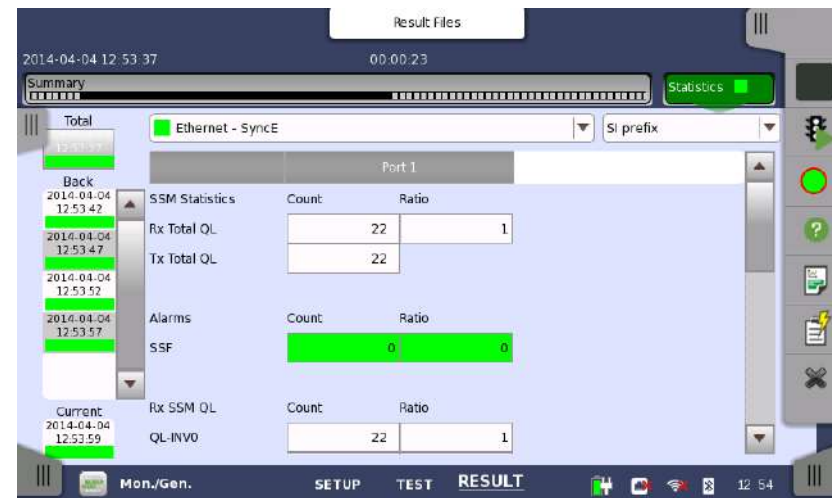 Result Files
2014-04-04 12 53 37 00:00:23
Summary
Statistics
Total
12:53:37
Ethernet - SyncE
SI prefix
Port 1
Back
2014-04-04
12:53:42
2014-04-04
12:53:47
2014-04-04
12:53:52
2014-04-04
12:53:57
SSM Statistics Count Ratio
Rx Total QL 22 1
Tx Total QL 22
Alarms Count Ratio
SSF 0 0
Rx SSM QL Count Ratio
QL-INV0 22 1
Current
2014-04-04
12:53:59
Mon./Gen. SETUP TEST RESULT 12 54